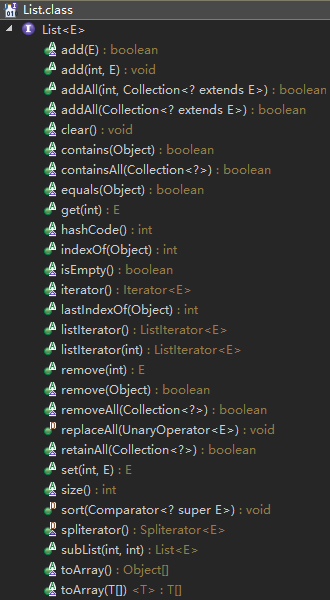 List.class
List<E>
add(E) : boolean
add(int, E) : void
addAll(int, Collection<? extends E>) : boolean
addAll(Collection<? extends E>) : boolean
clear() : void
contains(Object) : boolean
containsAll(Collection<?>) : boolean
equals(Object) : boolean
get(int) : E
hashCode() : int
indexOf(Object) : int
isEmpty() : boolean
iterator() : Iterator<E>
lastIndexOf(Object) : int
listIterator() : ListIterator<E>
listIterator(int) : ListIterator<E>
remove(int) : E
remove(Object) : boolean
removeAll(Collection<?>) : boolean
replaceAll(UnaryOperator<E>) : void
retainAll(Collection<?>) : boolean
set(int, E) : E
size() : int
sort(Comparator<? super E>) : void
spliterator() : Spliterator<E>
subList(int, int) : List<E>
toArray() : Object[]
toArray(T[]) <T> : T[]